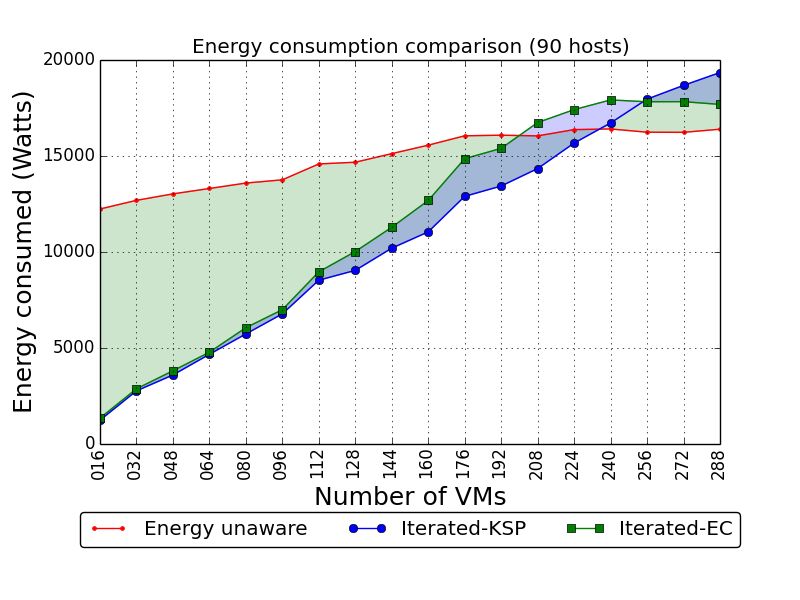 Energy consumption comparison (90 hosts)
Energy consumed (Watts)
20000
15000
10000
5000
0
016 032 048 064 080 096 112 128 144 160 176 192 208 224 240 256 272 288
Number of VMs
Energy unaware Iterated-KSP Iterated-EC